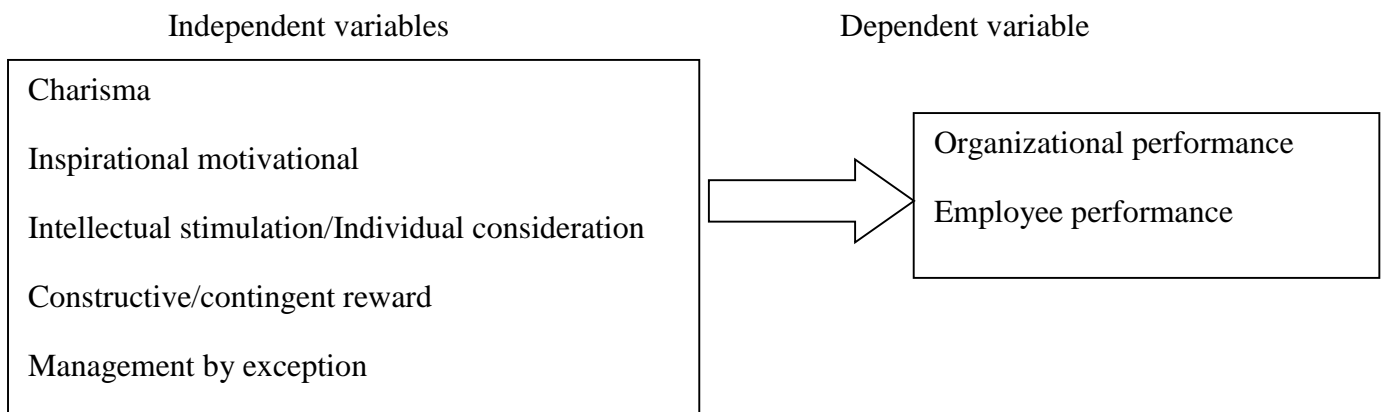 Independent variables
Dependent variable
Charisma
Inspirational motivational
Intellectual stimulation/Individual consideration
Constructive/contingent reward
Management by exception
Organizational performance
Employee performance